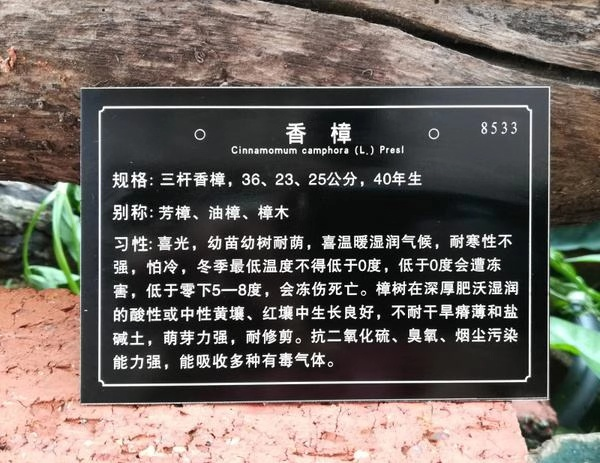 香樟
8533
Cinnamomum camphora (L.) Presl
规格：三杆香樟，36、23、25公分，40年生
别称：芳樟、油樟、樟木
习性：喜光，幼苗幼树耐荫，喜温暖湿润气候，耐寒性不
强，怕冷，冬季最低温度不得低于0度，低于0度会遭冻
害，低于零下5—8度，会冻伤死亡。樟树在深厚肥沃湿润
的酸性或中性黄壤、红壤中生长良好，不耐干旱瘠薄和盐
碱土，萌芽力强，耐修剪。抗二氧化硫、臭氧、烟尘污染
能力强，能吸收多种有毒气体。